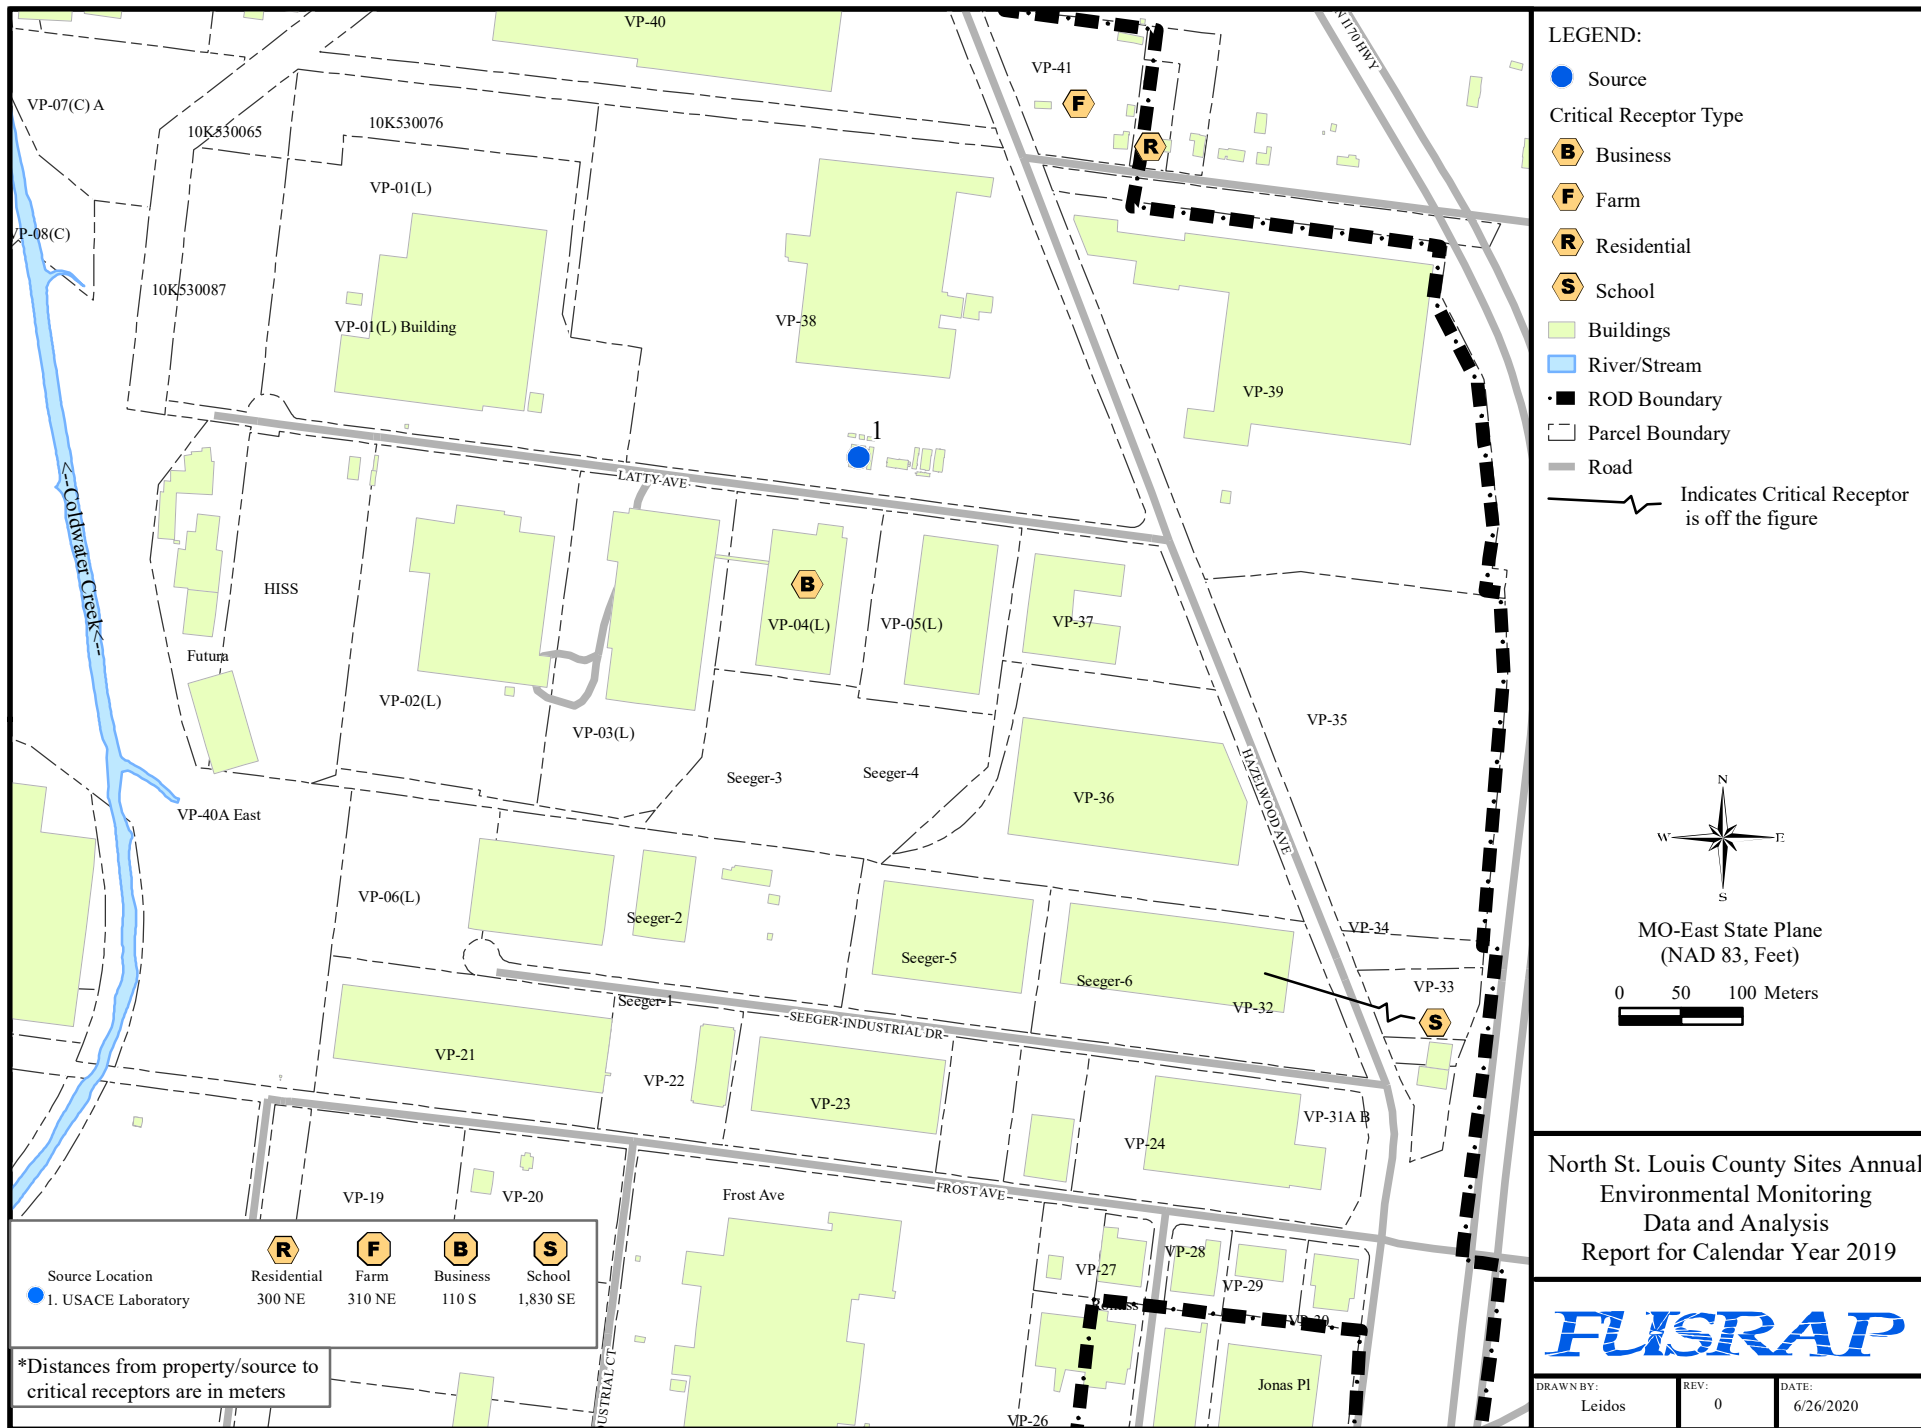 VP-40
N I170 HWY
VP-41
F
VP-07(C) A
10K530065
10K530076
R
VP-01(L)
VP-08(C)
10K530087
VP-01(L) Building
VP-38
VP-39
1
LATTY AVE
<--Coldwater Creek<---
HISS
B
VP-04(L)
VP-05(L)
VP-37
Futura
VP-02(L)
VP-03(L)
VP-35
Seeger-3
Seeger-4
HAZELWOOD AVE
VP-36
VP-40A East
VP-06(L)
Seeger-2
VP-34
Seeger-5
Seeger-6
VP-33
Seeger-1
VP-32
S
SEEGER INDUSTRIAL DR
VP-21
VP-22
VP-23
VP-31A B
VP-24
VP-19
VP-20
Frost Ave
FROST AVE
VP-28
VP-27
VP-29
VP-30
Jonas Pl
VP-26
USTRIAL CT
R F B S
Source Location Residential Farm Business School
1. USACE Laboratory 300 NE 310 NE 110 S 1,830 SE
*Distances from property/source to
critical receptors are in meters
LEGEND:
Source
Critical Receptor Type
B Business
F Farm
R Residential
S School
Buildings
River/Stream
ROD Boundary
Parcel Boundary
Road
Indicates Critical Receptor
is off the figure
N
W E
S
MO-East State Plane
(NAD 83, Feet)
0 50 100 Meters
North St. Louis County Sites Annual
Environmental Monitoring
Data and Analysis
Report for Calendar Year 2019
FUSRAP
DRAWN BY: REV: DATE:
Leidos 0 6/26/2020